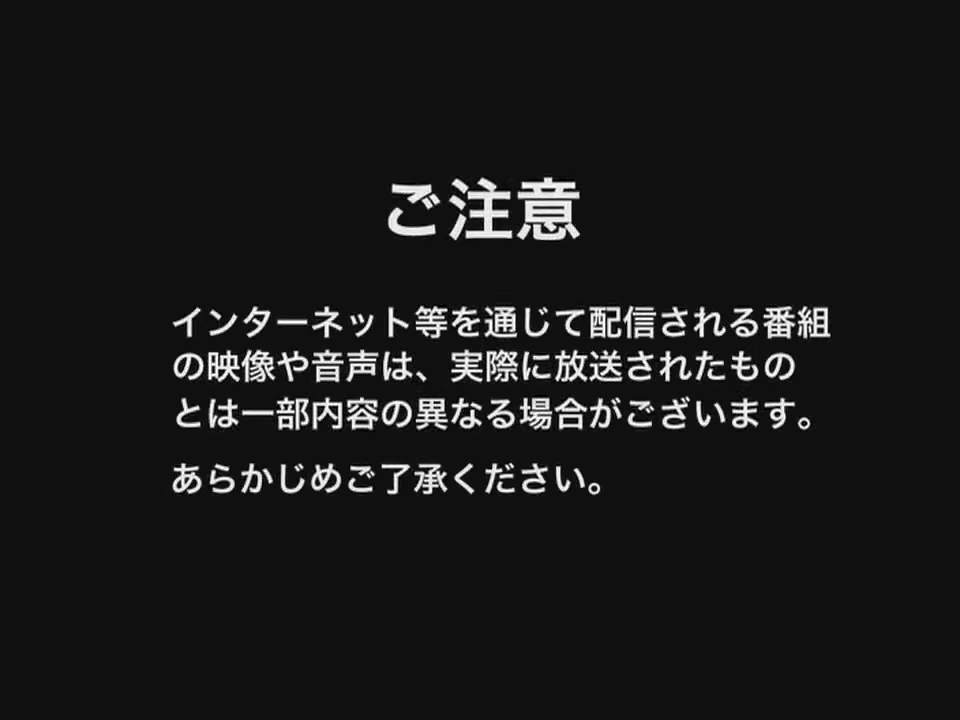 ご注意
インターネット等を通じて配信される番組
の映像や音声は、実際に放送されたもの
とは一部内容の異なる場合がございます。
あらかじめご了承ください。